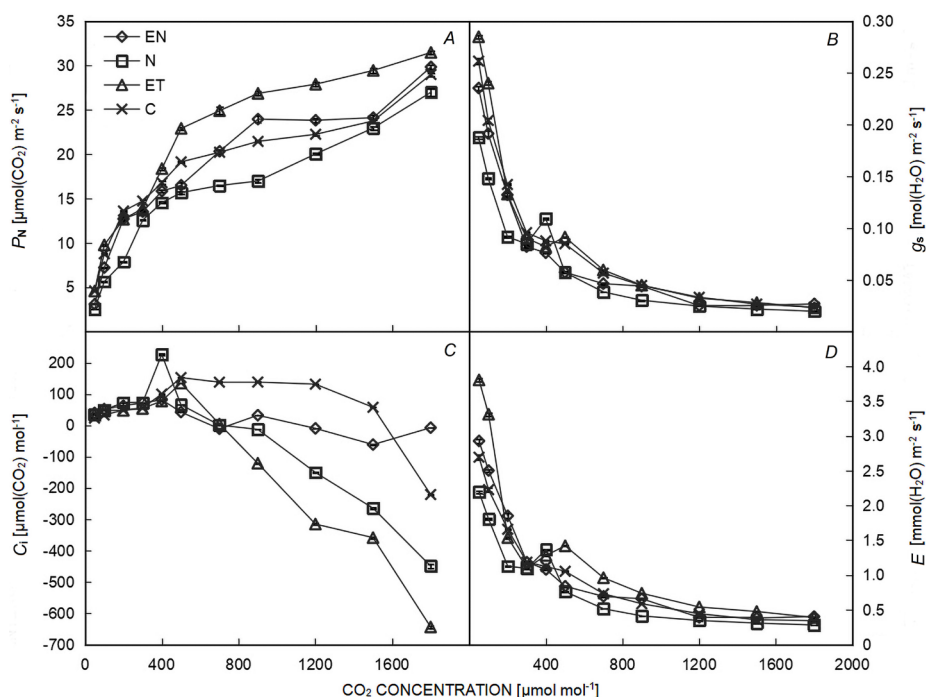 A
B
EN
N
ET
C
35
30
25
20
15
10
5
P_N [µmol(CO₂) m⁻² s⁻¹]
0.30
0.25
0.20
0.15
0.10
0.05
g_s [mol(H₂O) m⁻² s⁻¹]
C
D
200
100
0
-100
-200
-300
-400
-500
-600
-700
C_i [µmol(CO₂) mol⁻¹]
4.0
3.5
3.0
2.5
2.0
1.5
1.0
0.5
0
E [mmol(H₂O) m⁻² s⁻¹]
0 400 800 1200 1600 400 800 1200 1600 2000
CO₂ CONCENTRATION [µmol mol⁻¹]